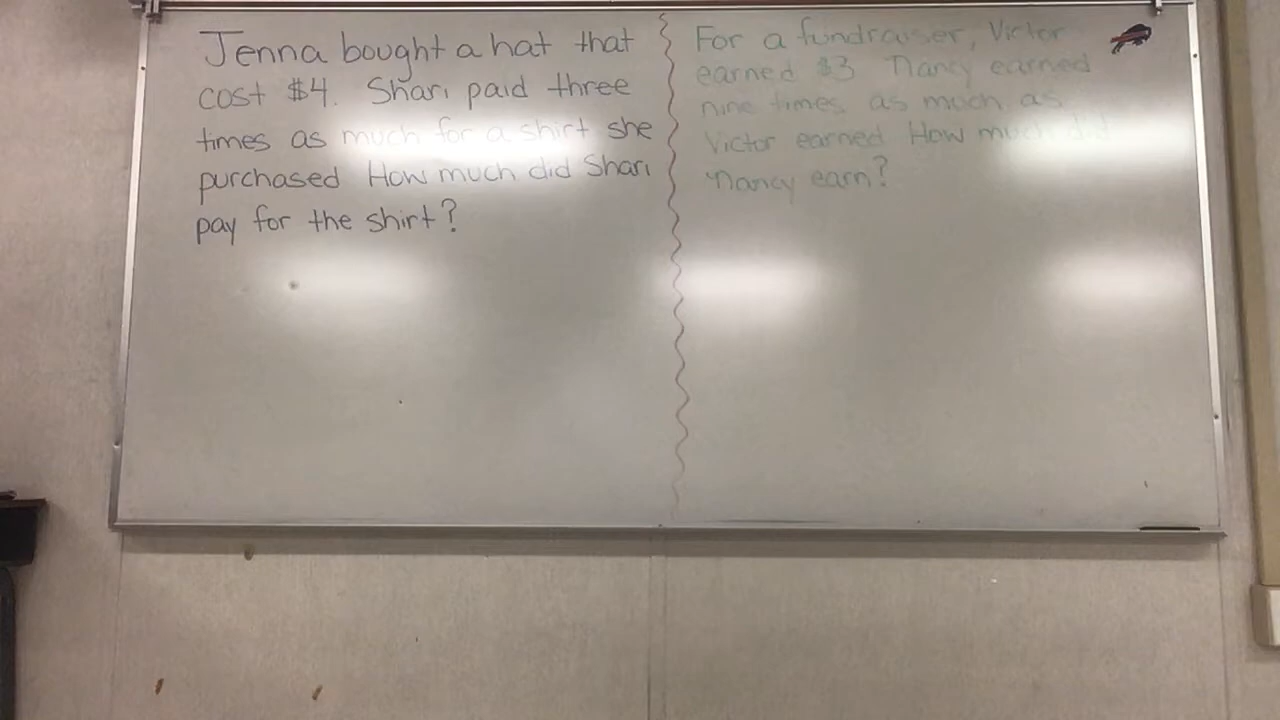 Jenna bought a hat that
cost $4. Shari paid three
times as much for a shirt she
purchased How much did Shari
pay for the shirt?
For a fundraiser, Victor
earned $3 Nancy earned
nine times as much as
Victor earned How much did
Nancy earn?